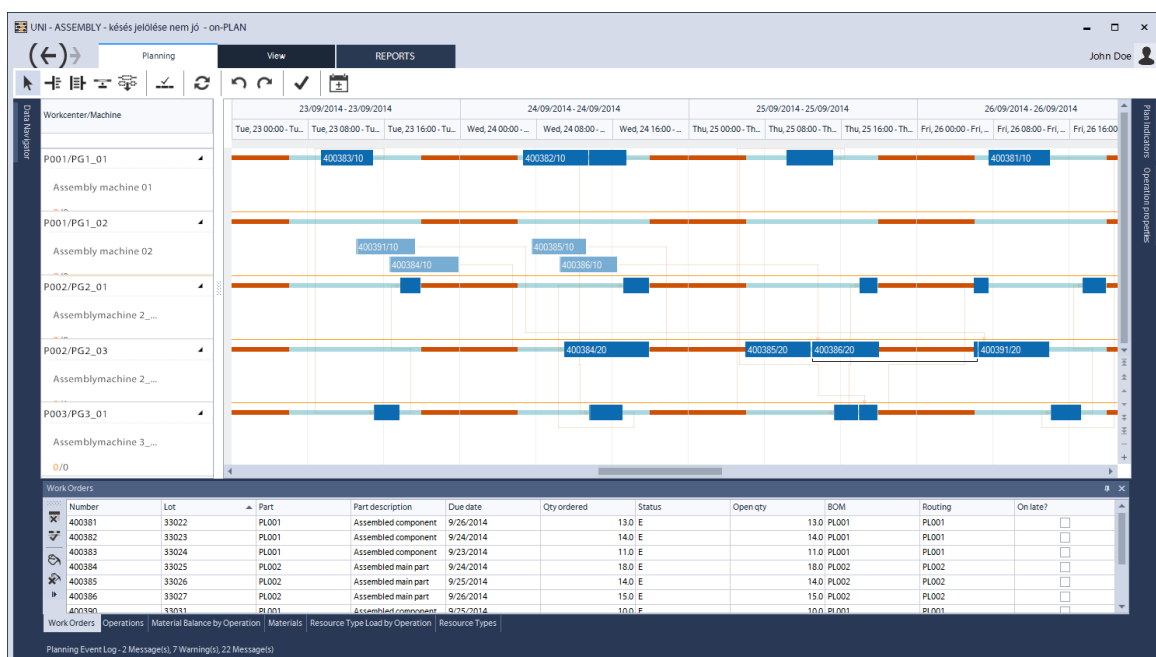 UNI - ASSEMBLY - késés jelölése nem jó - on-PLAN
Planning View REPORTS John Doe
Data Navigator
Plan Indicators Operation properties
Workcenter/Machine
23/09/2014 - 23/09/2014 24/09/2014 - 24/09/2014 25/09/2014 - 25/09/2014 26/09/2014 - 26/09/2014
Tue, 23 00:00 - Tu... Tue, 23 08:00 - Tu... Tue, 23 16:00 - Tu... Wed, 24 00:00 - ... Wed, 24 08:00 - ... Wed, 24 16:00 - ... Thu, 25 00:00 - Th... Thu, 25 08:00 - Th... Thu, 25 16:00 - Th... Fri, 26 00:00 - Fri, ... Fri, 26 08:00 - Fri, ... Fri, 26 16:00
P001/PG1_01 400383/10 400382/10 400381/10
Assembly machine 01
P001/PG1_02
Assembly machine 02 400391/10 400385/10
400384/10 400386/10
P002/PG2_01
Assemblymachine 2_...
P002/PG2_03 400384/20 400385/20 400386/20 400391/20
Assemblymachine 2_...
P003/PG3_01
Assemblymachine 3_...
0/0
Work Orders
Number Lot Part Part description Due date Qty ordered Status Open qty BOM Routing On late?
400381 33022 PL001 Assembled component 9/26/2014 13.0 E 13.0 PL001 PL001
400382 33023 PL001 Assembled component 9/24/2014 14.0 E 14.0 PL001 PL001
400383 33024 PL001 Assembled component 9/23/2014 11.0 E 11.0 PL001 PL001
400384 33025 PL002 Assembled main part 9/24/2014 18.0 E 18.0 PL002 PL002
400385 33026 PL002 Assembled main part 9/25/2014 14.0 E 14.0 PL002 PL002
400386 33027 PL002 Assembled main part 9/26/2014 15.0 E 15.0 PL002 PL002
400390 33031 PL001 Assembled component 9/25/2014 10.0 E 10.0 PL001 PL001
Work Orders Operations Material Balance by Operation Materials Resource Type Load by Operation Resource Types
Planning Event Log - 2 Message(s), 7 Warning(s), 22 Message(s)